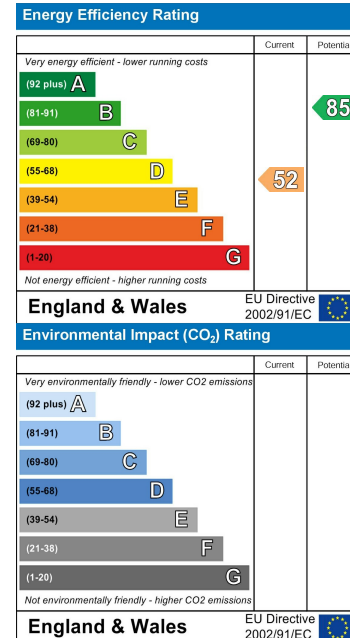 Energy Efficiency Rating
Current Potentia
Very energy efficient - lower running costs
(92 plus) A
(81-91) B
85
(69-80) C
(55-68) D
52
(39-54) E
(21-38) F
(1-20) G
Not energy efficient - higher running costs
England & Wales
EU Directive
2002/91/EC
Environmental Impact (CO₂) Rating
Current Potentia
Very environmentally friendly - lower CO2 emissions
(92 plus) A
(81-91) B
(69-80) C
(55-68) D
(39-54) E
(21-38) F
(1-20) G
Not environmentally friendly - higher CO2 emissions
England & Wales
EU Directive
2002/91/EC